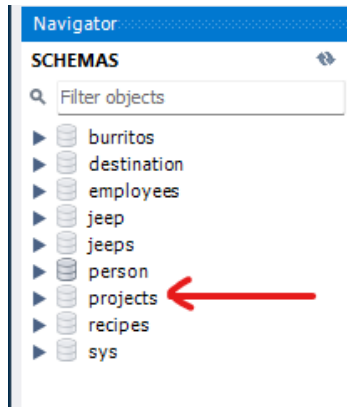 Navigator
SCHEMAS
Filter objects
burritos
destination
employees
jeep
jeeps
person
projects
recipes
sys